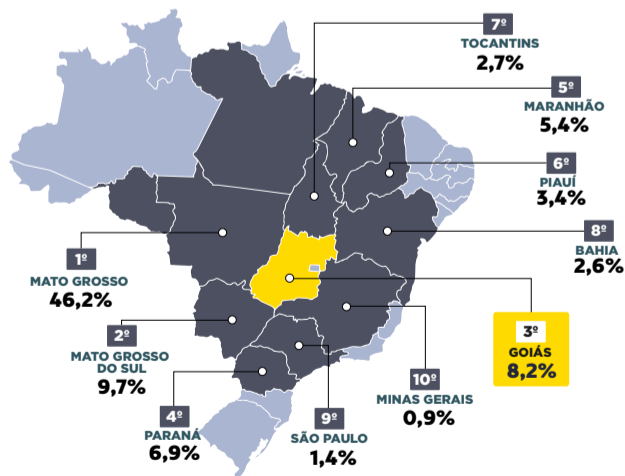 7º
TOCANTINS
2,7%
5º
MARANHÃO
5,4%
6º
PIAUÍ
3,4%
8º
BAHIA
2,6%
1º
MATO GROSSO
46,2%
2º
MATO GROSSO
DO SUL
9,7%
3º
GOIÁS
8,2%
4º
PARANÁ
6,9%
9º
SÃO PAULO
1,4%
10º
MINAS GERAIS
0,9%